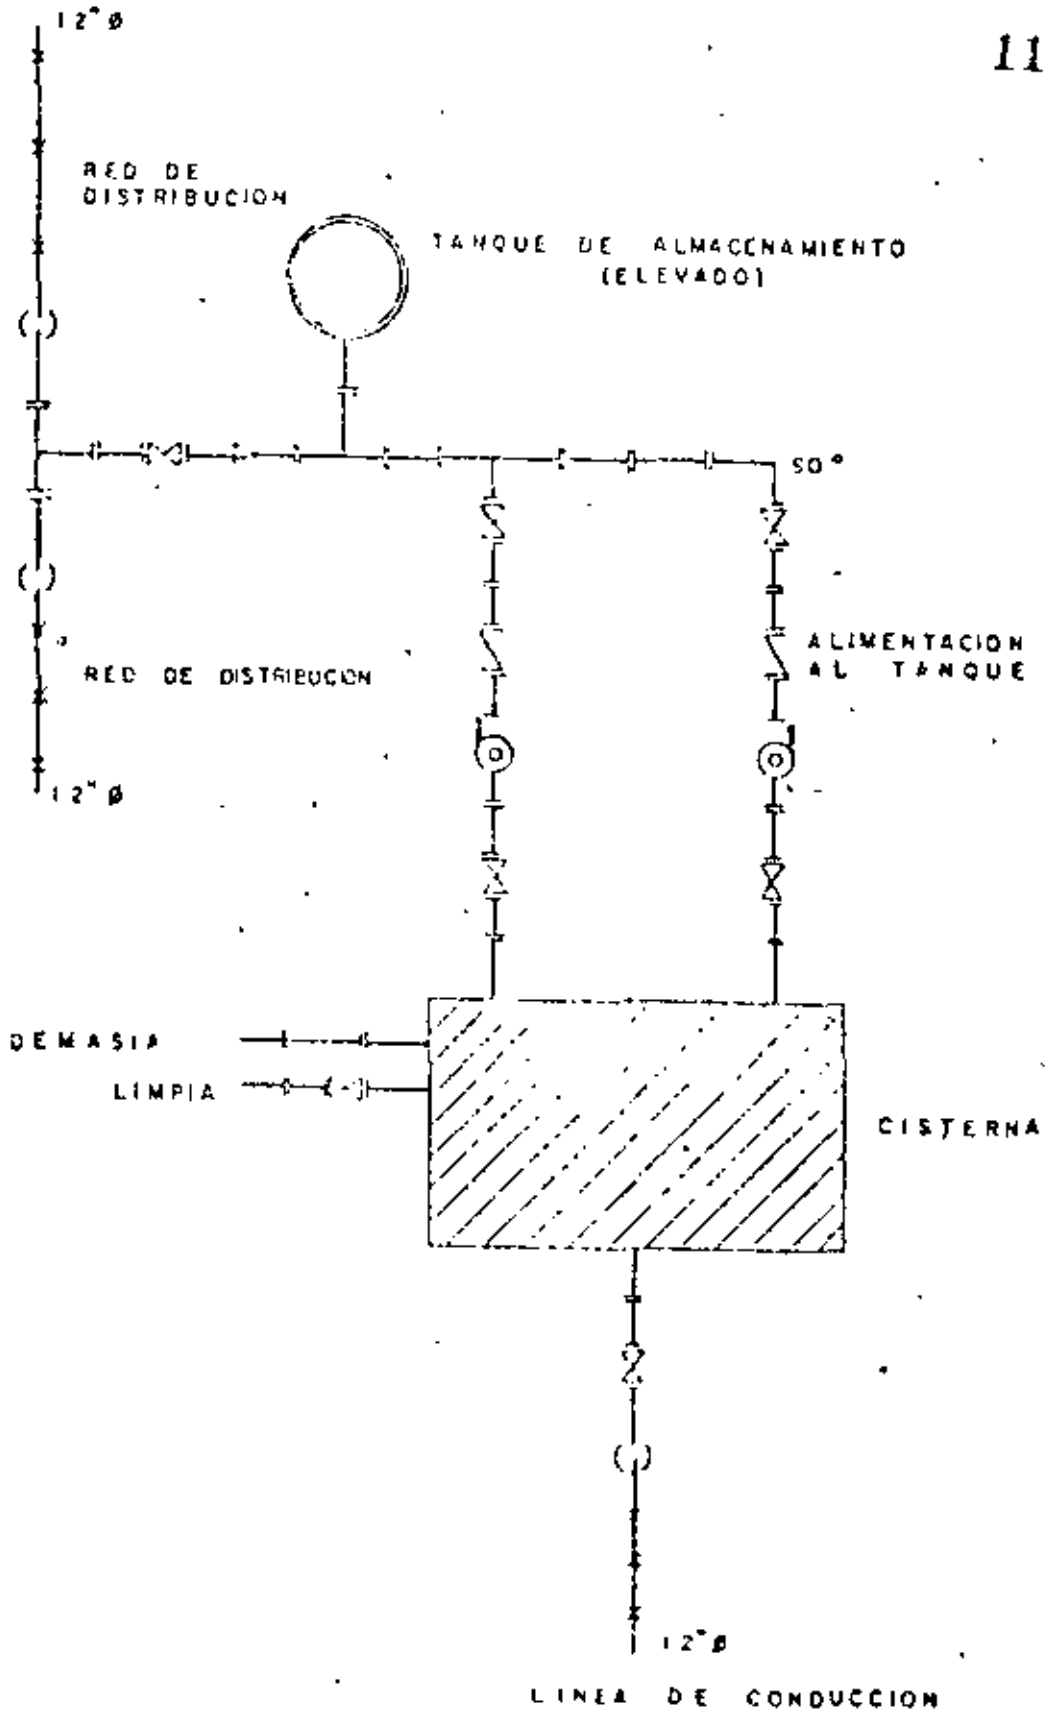 12"Ø
11
RED DE
DISTRIBUCION
TANQUE DE ALMACENAMIENTO
(ELEVADO)
90°
ALIMENTACION
AL TANQUE
RED DE DISTRIBUCION
12"Ø
DEMASIA
LIMPIA
CISTERNA
12"Ø
LINEA DE CONDUCCION